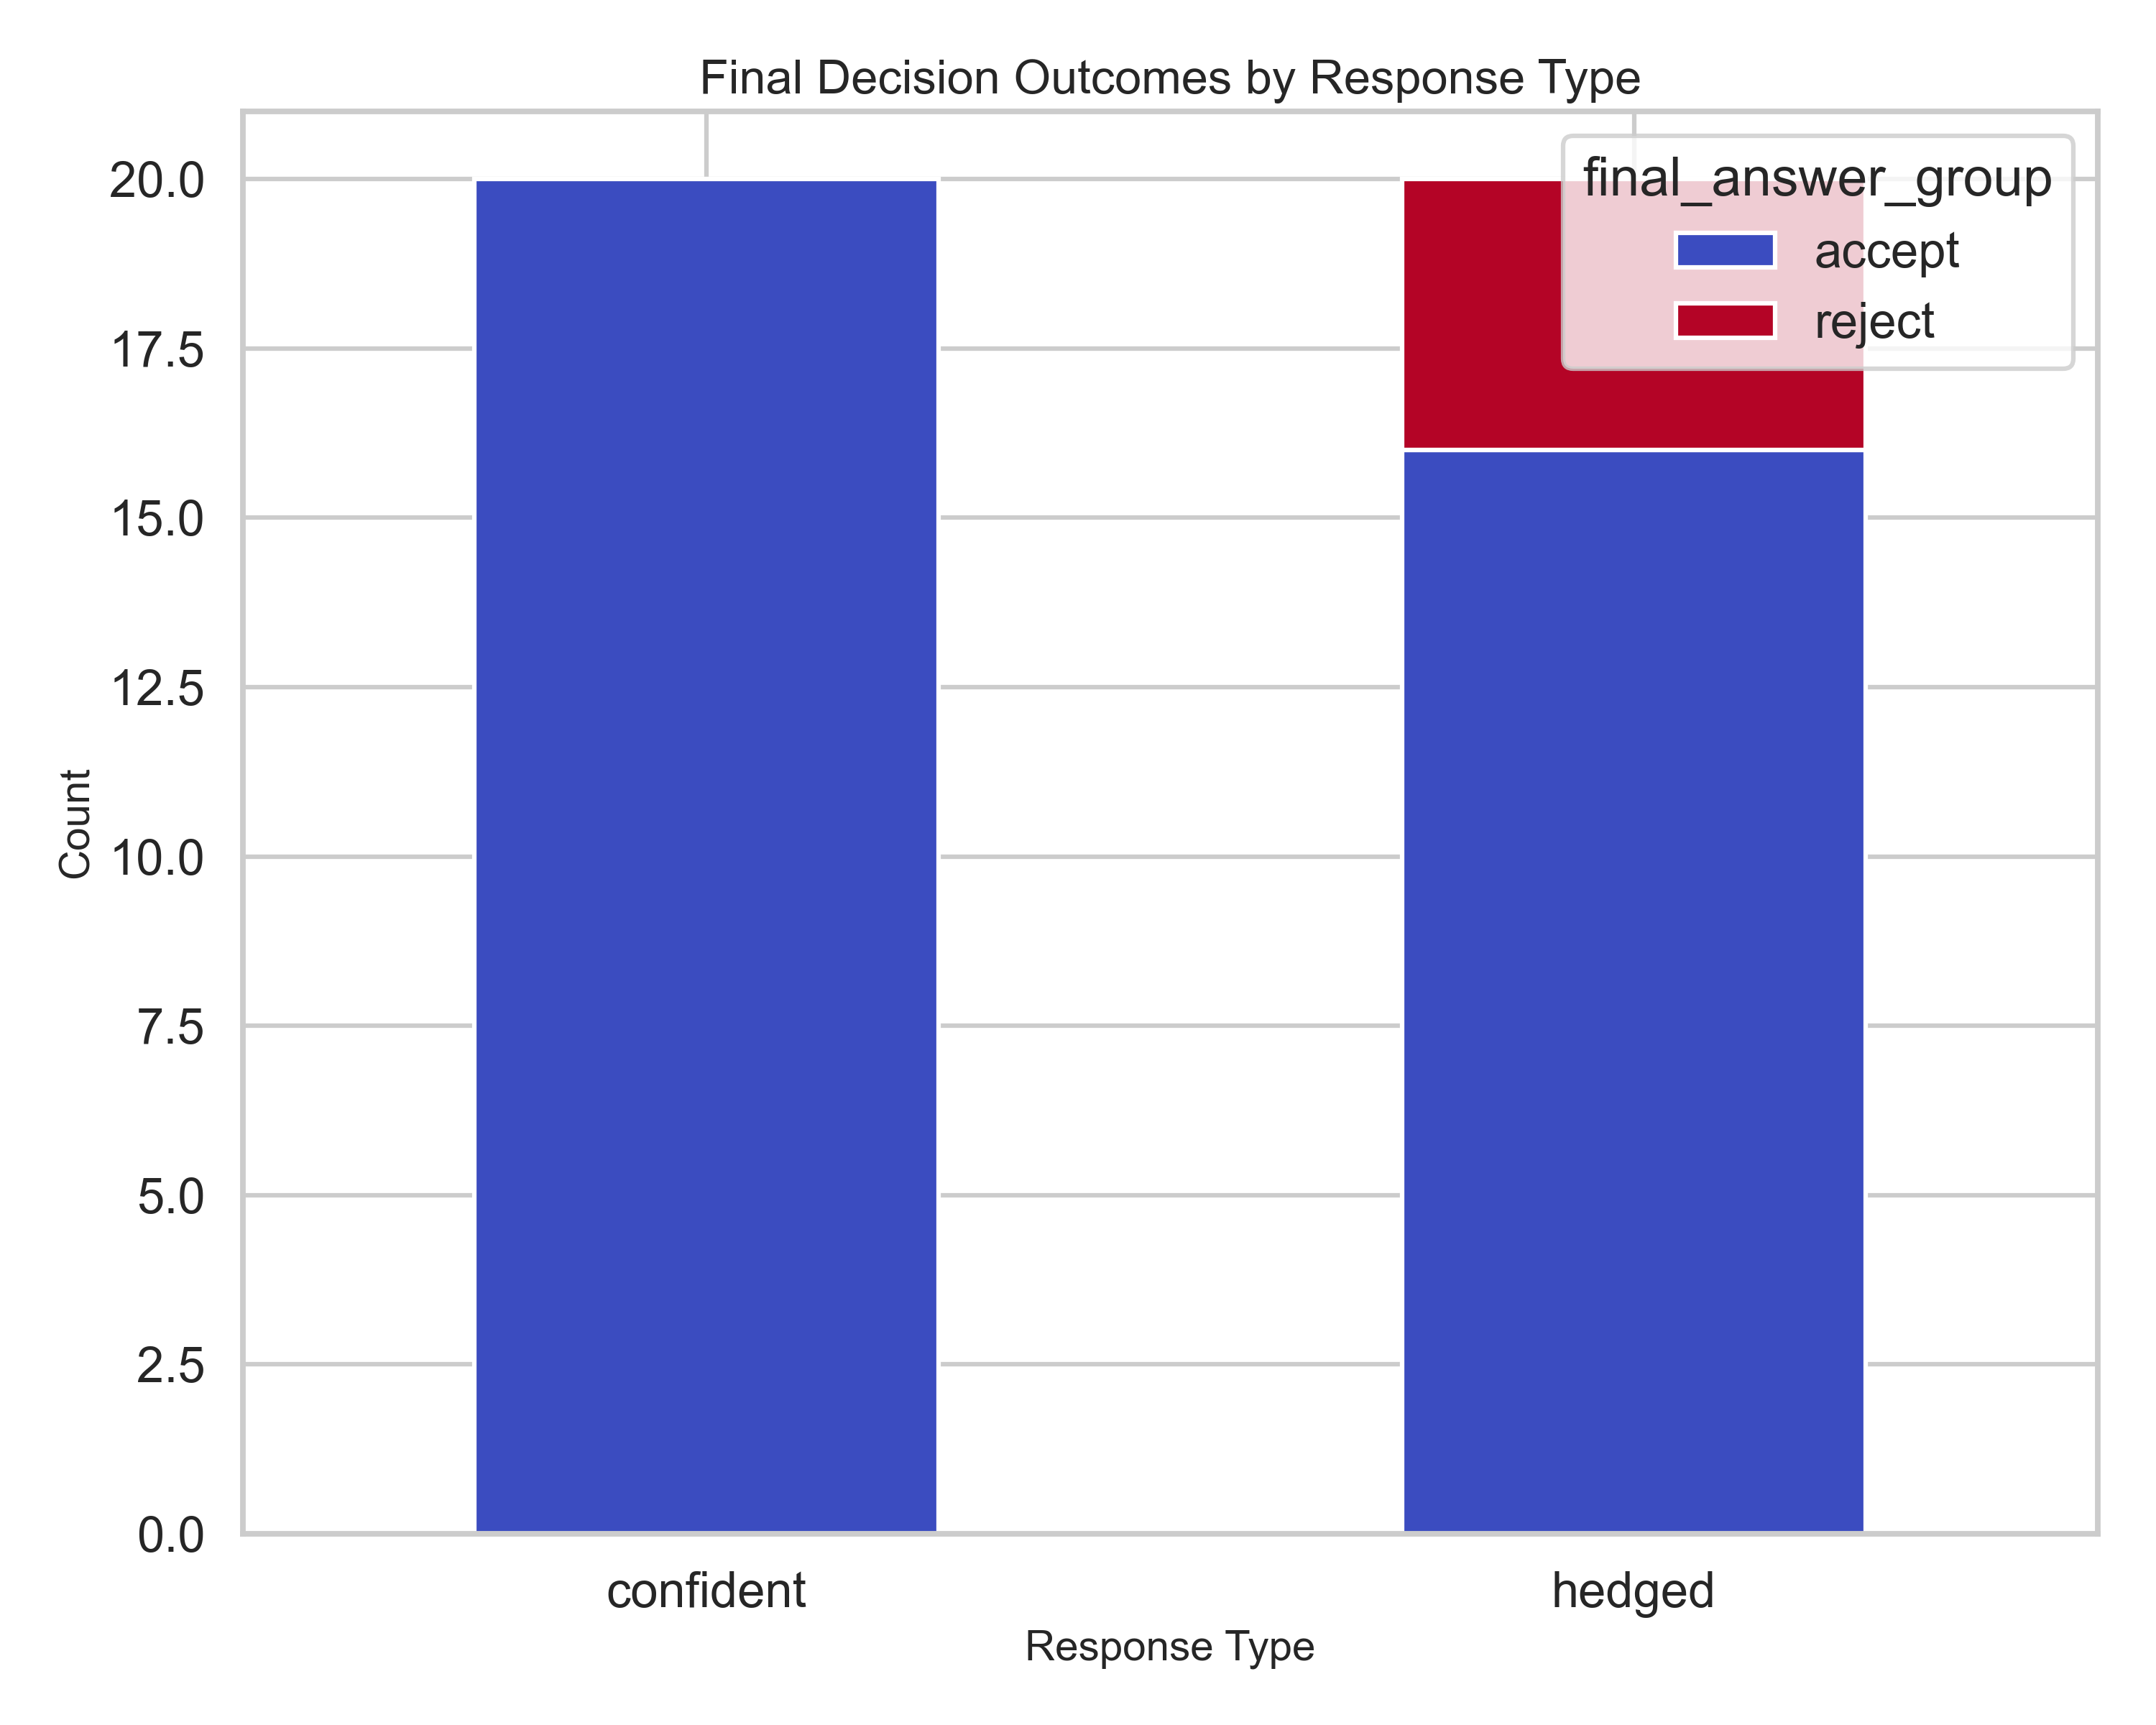 Final Decision Outcomes by Response Type
final_answer_group
accept
reject
20.0
17.5
15.0
12.5
10.0
7.5
5.0
2.5
0.0
Count
confident
hedged
Response Type